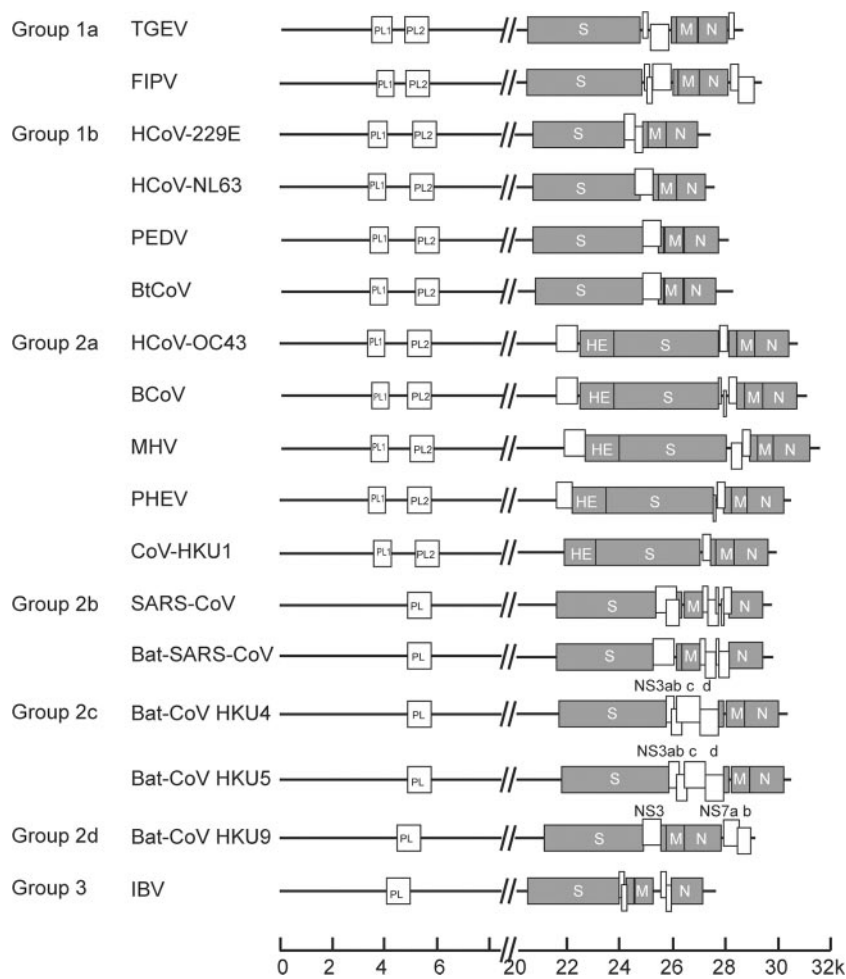 Group 1a TGEV PL1 PL2 S M N
FIPV PL1 PL2 S M N
Group 1b HCoV-229E PL1 PL2 S M N
HCoV-NL63 PL1 PL2 S M N
PEDV PL1 PL2 S M N
BtCoV PL1 PL2 S M N
Group 2a HCoV-OC43 PL1 PL2 HE S M N
BCoV PL1 PL2 HE S M N
MHV PL1 PL2 HE S M N
PHEV PL1 PL2 HE S M N
CoV-HKU1 PL1 PL2 HE S M N
Group 2b SARS-CoV PL S M N
Bat-SARS-CoV PL S M N
NS3ab c d
Group 2c Bat-CoV HKU4 PL S M N
NS3ab c d
Bat-CoV HKU5 PL S M N
NS3 NS7a b
Group 2d Bat-CoV HKU9 PL S M N
Group 3 IBV PL S M N
0 2 4 6 20 22 24 26 28 30 32k